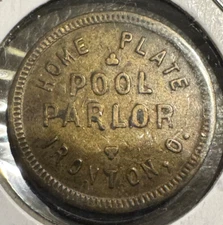 HOME PLATE
POOL
PARLOR
IRONTON, O.